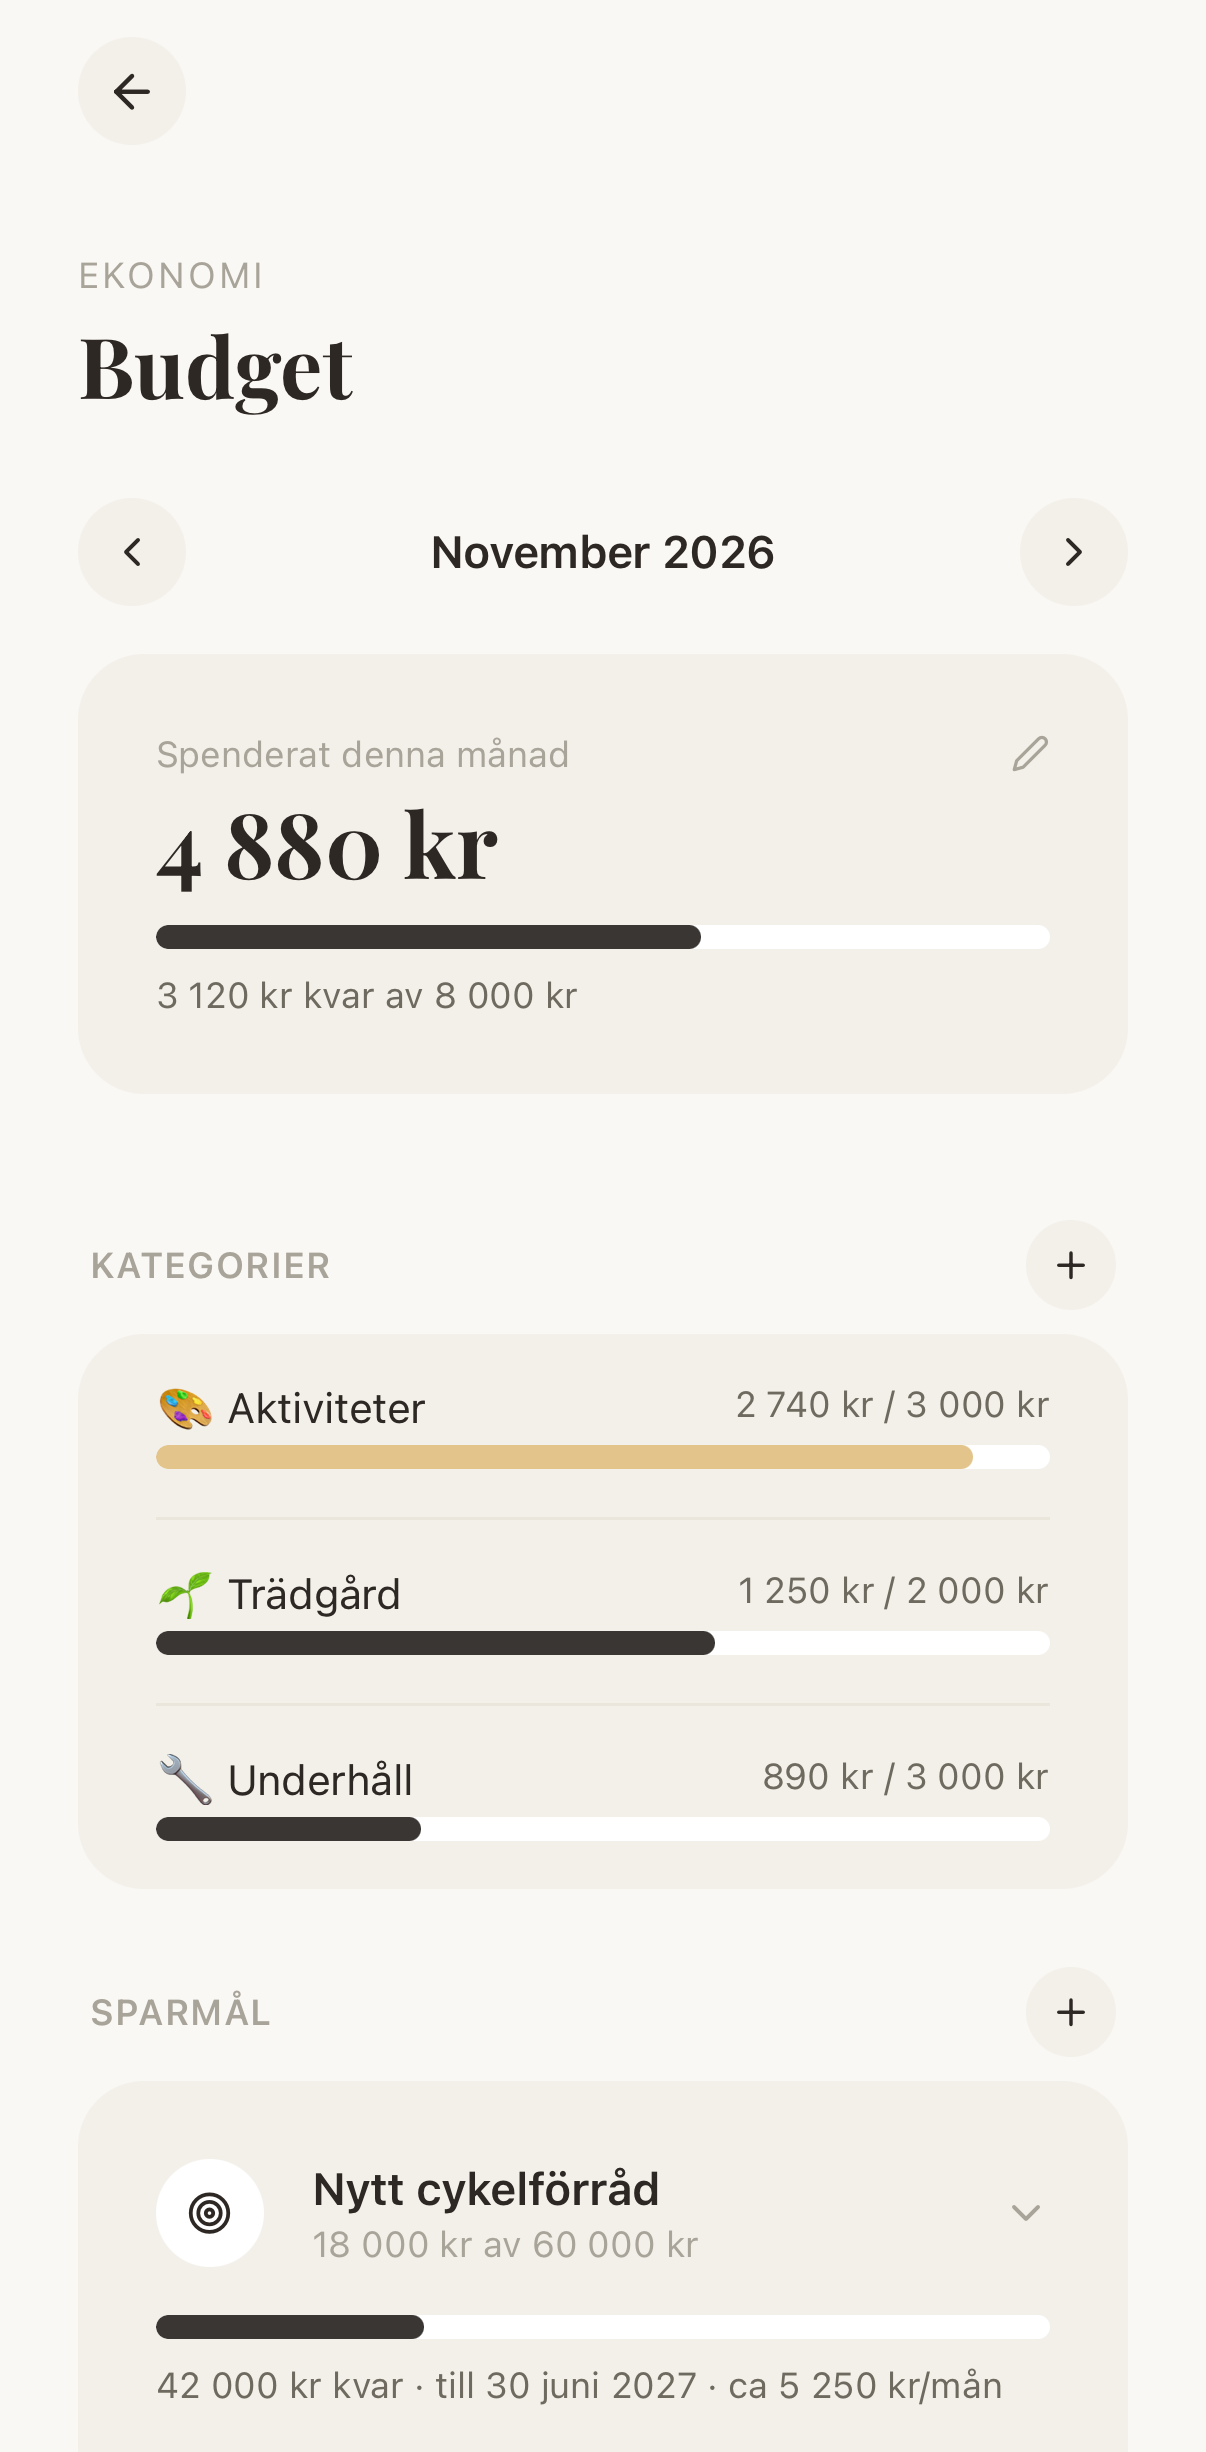 EKONOMI
Budget
November 2026
Spenderat denna månad
4 880 kr
3 120 kr kvar av 8 000 kr
KATEGORIER
Aktiviteter 2 740 kr / 3 000 kr
Trädgård 1 250 kr / 2 000 kr
Underhåll 890 kr / 3 000 kr
SPARMÅL
Nytt cykelförråd
18 000 kr av 60 000 kr
42 000 kr kvar · till 30 juni 2027 · ca 5 250 kr/mån